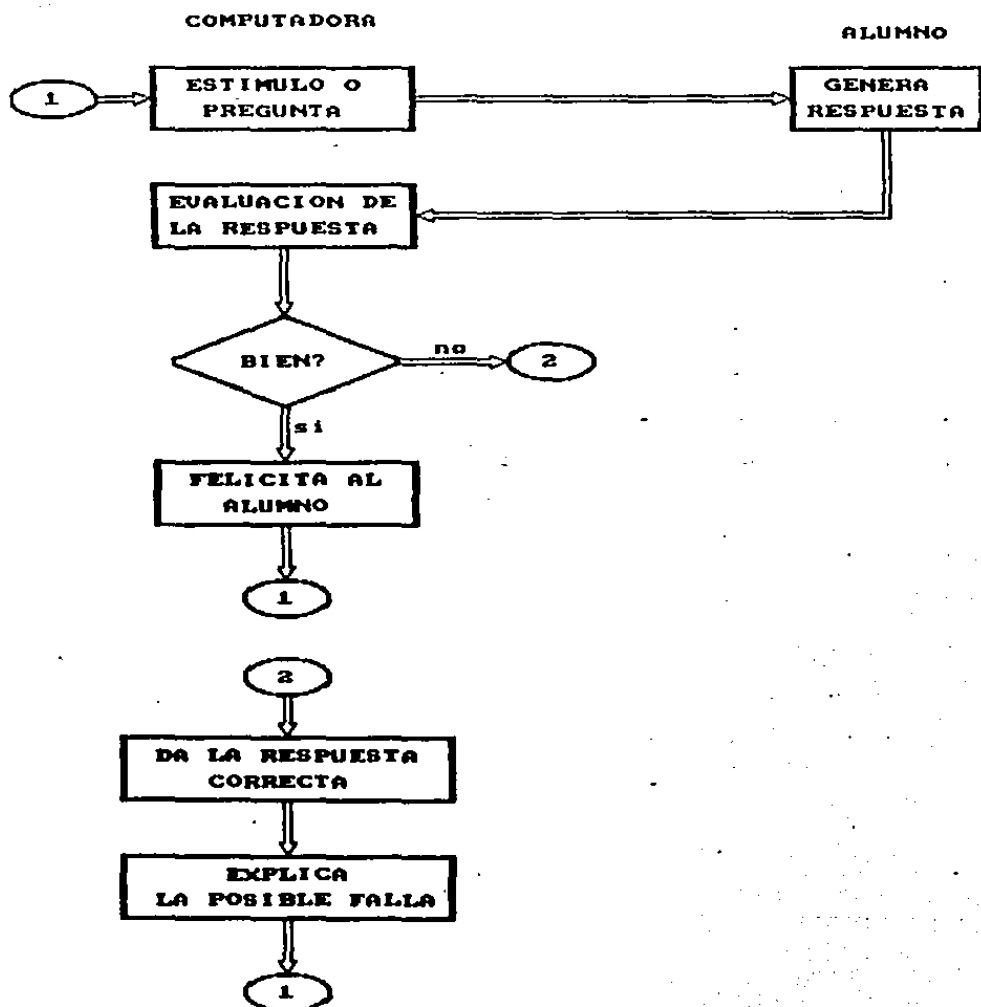 COMPUTADORA
ALUMNO
1
ESTIMULO O
PREGUNTA
GENERA
RESPUESTA
EVALUACION DE
LA RESPUESTA
BIEN?
no
2
si
FELICITA AL
ALUMNO
1
2
DA LA RESPUESTA
CORRECTA
EXPLICA
LA POSIBLE FALLA
1